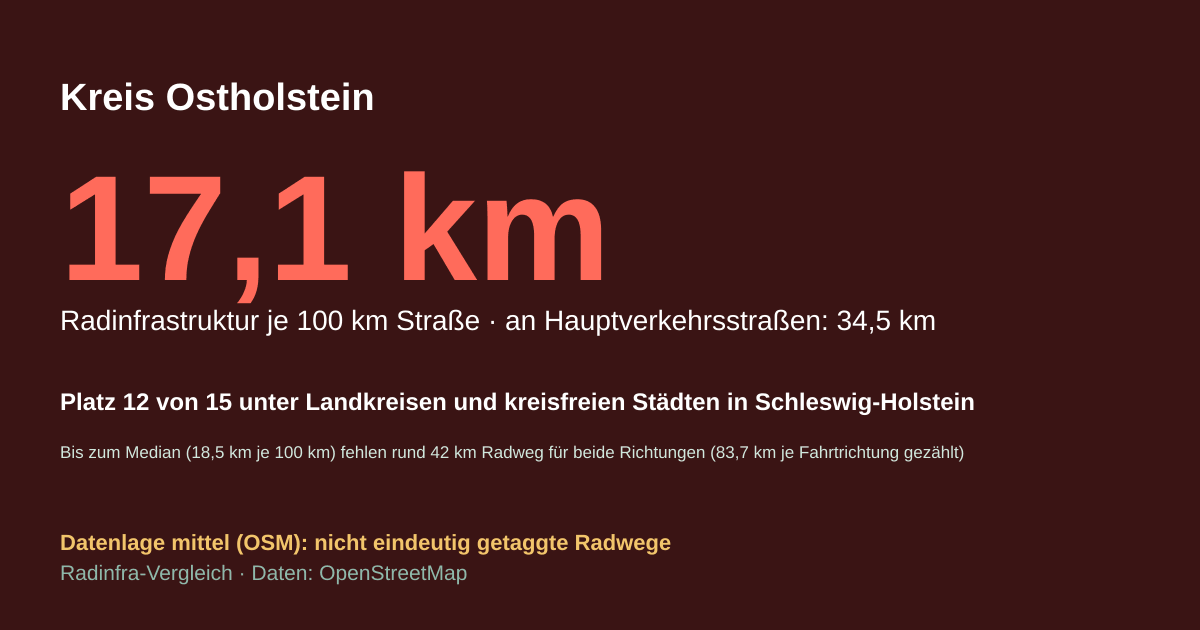 Kreis Ostholstein
17,1 km
Radinfrastruktur je 100 km Straße · an Hauptverkehrsstraßen: 34,5 km
Platz 12 von 15 unter Landkreisen und kreisfreien Städten in Schleswig-Holstein
Bis zum Median (18,5 km je 100 km) fehlen rund 42 km Radweg für beide Richtungen (83,7 km je Fahrtrichtung gezählt)
Datenlage mittel (OSM): nicht eindeutig getaggte Radwege
Radinfra-Vergleich · Daten: OpenStreetMap